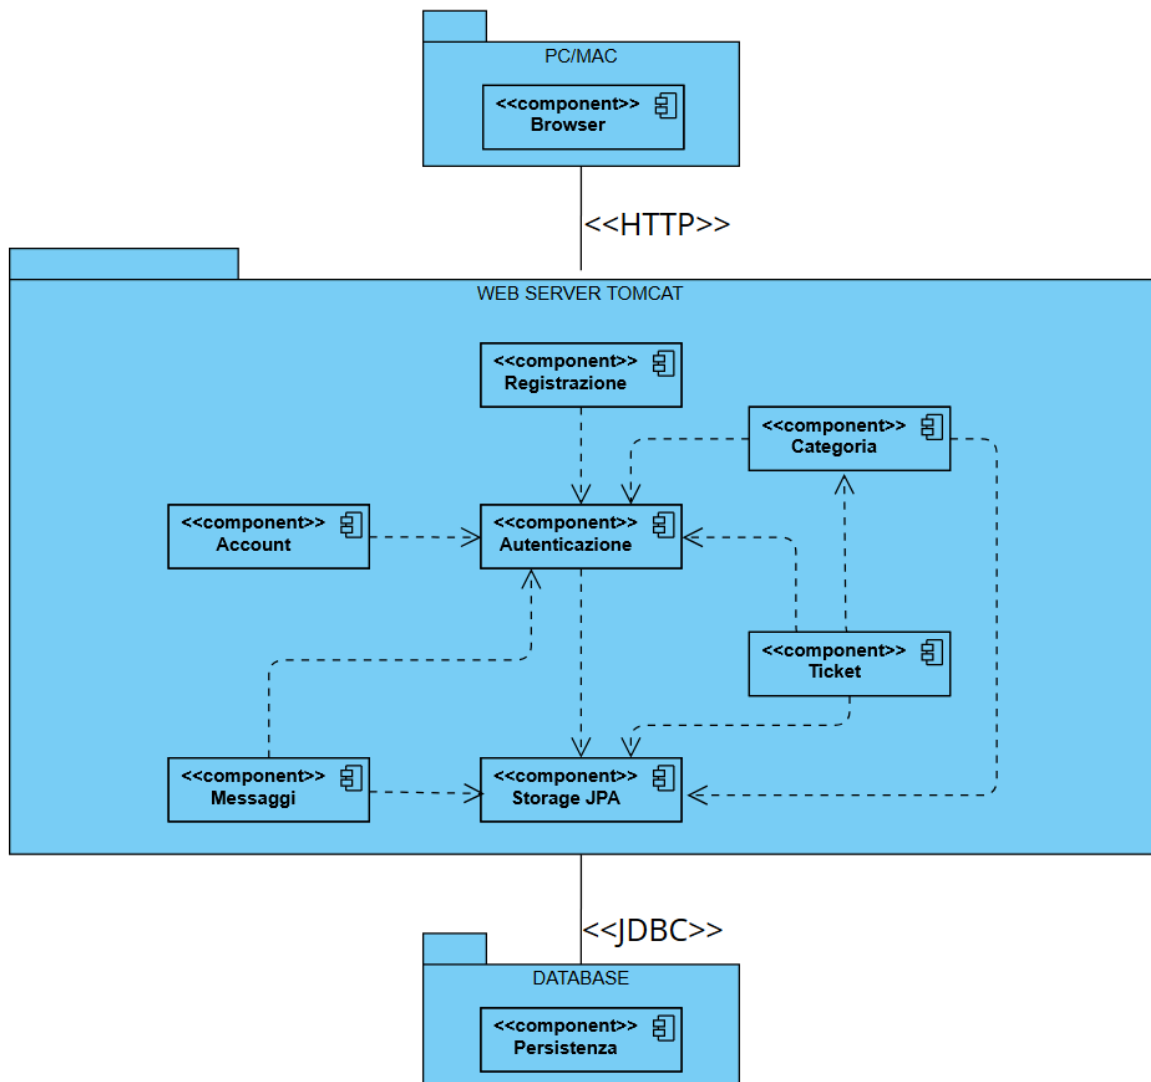 PC/MAC
<<component>>
Browser
<<HTTP>>
WEB SERVER TOMCAT
<<component>>
Registrazione
<<component>>
Categoria
<<component>>
Account
<<component>>
Autenticazione
<<component>>
Ticket
<<component>>
Messaggi
<<component>>
Storage JPA
<<JDBC>>
DATABASE
<<component>>
Persistenza